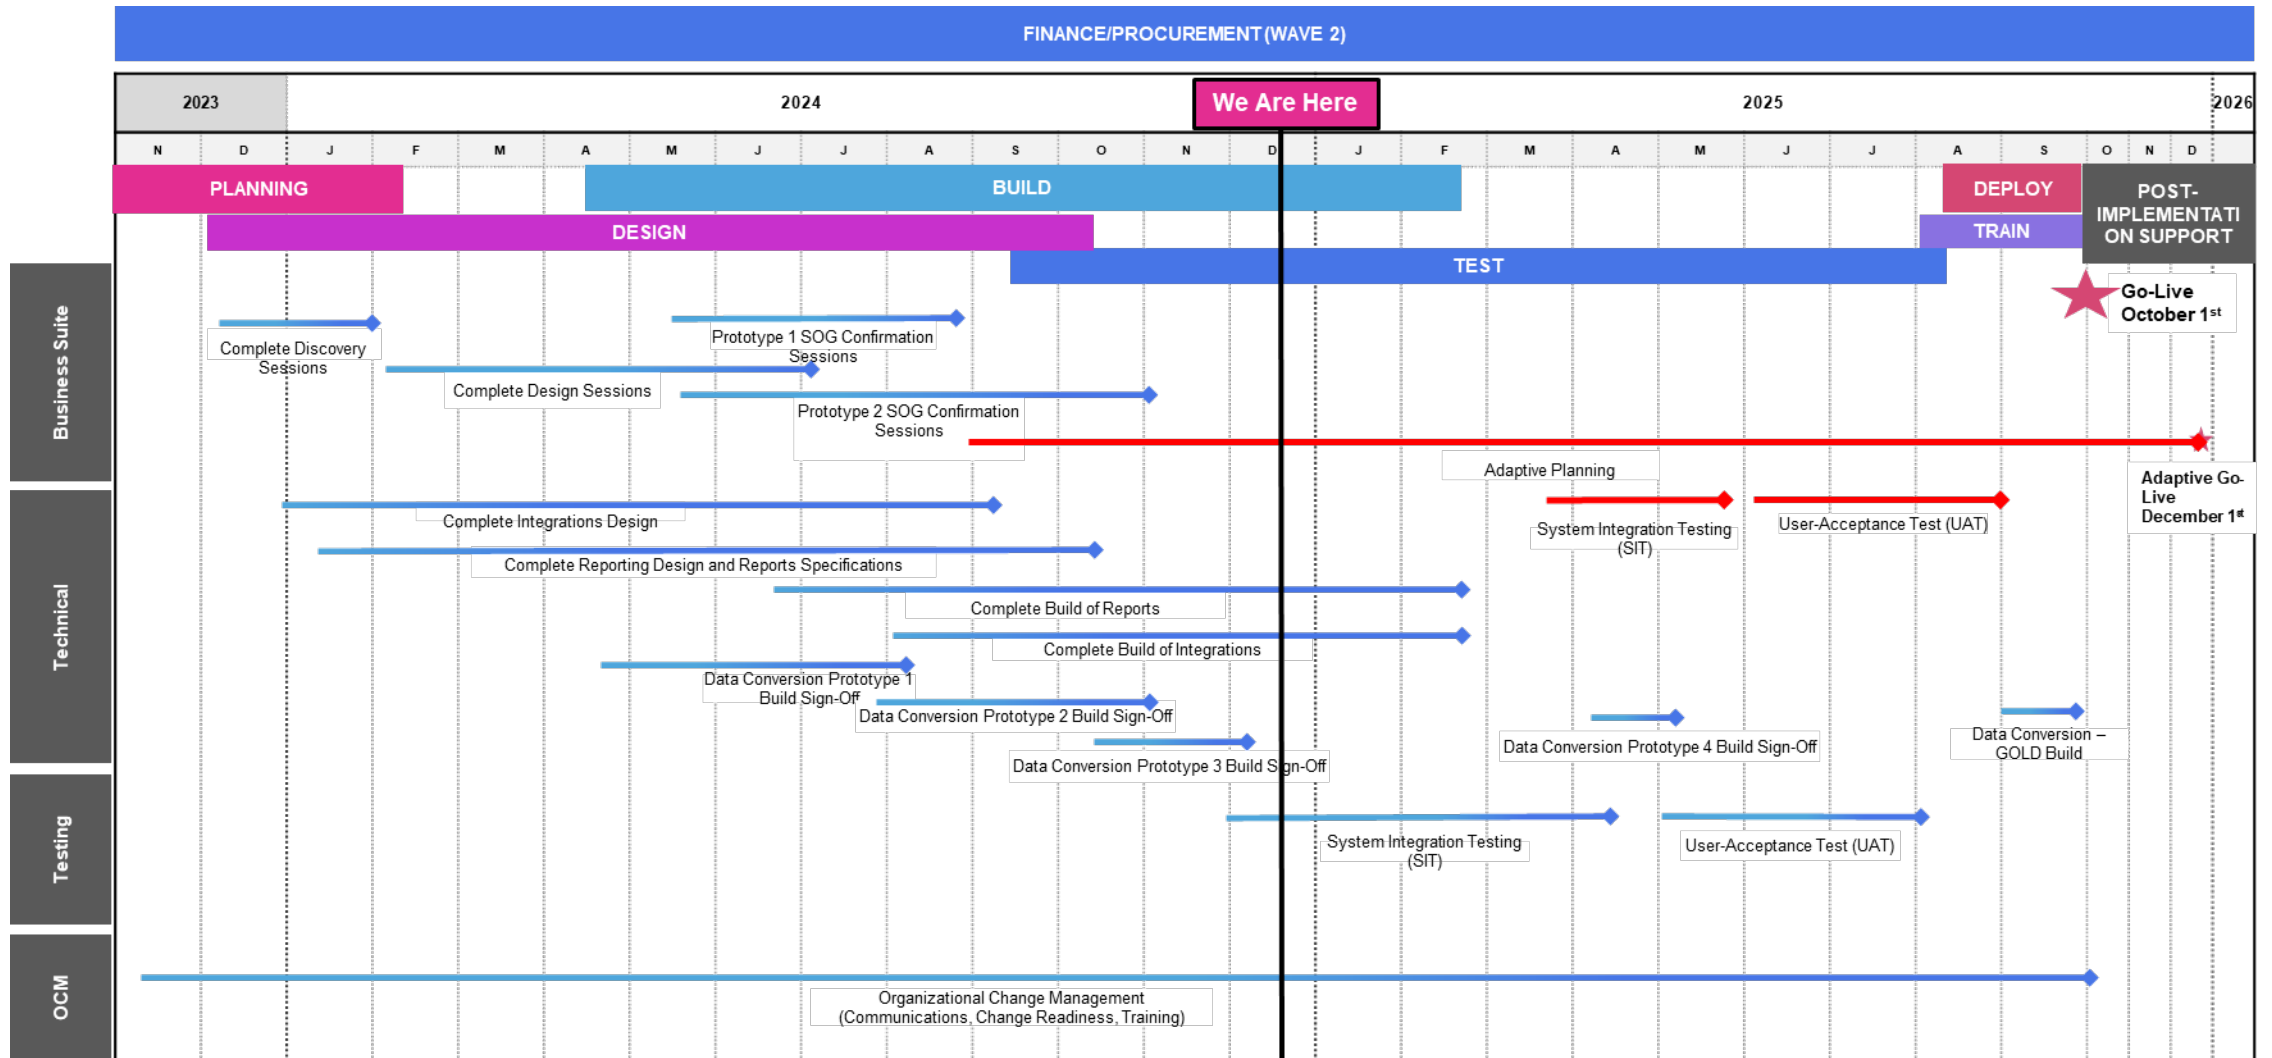 FINANCE/PROCUREMENT (WAVE 2)
2023
2024
We Are Here
2025
2026
N D J F M A M J J A S O N D J F M A M J J A S O N D
PLANNING
BUILD
DEPLOY
POST-
IMPLEMENTATI
ON SUPPORT
DESIGN
TRAIN
TEST
Business Suite
Go-Live
October 1st
Complete Discovery
Sessions
Prototype 1 SOG Confirmation
Sessions
Complete Design Sessions
Prototype 2 SOG Confirmation
Sessions
Adaptive Planning
Adaptive Go-
Live
December 1st
Technical
Complete Integrations Design
System Integration Testing
(SIT)
User-Acceptance Test (UAT)
Complete Reporting Design and Reports Specifications
Complete Build of Reports
Complete Build of Integrations
Data Conversion Prototype 1
Build Sign-Off
Data Conversion Prototype 2 Build Sign-Off
Data Conversion Prototype 3 Build Sign-Off
Data Conversion Prototype 4 Build Sign-Off
Data Conversion –
GOLD Build
Testing
System Integration Testing
(SIT)
User-Acceptance Test (UAT)
OCM
Organizational Change Management
(Communications, Change Readiness, Training)